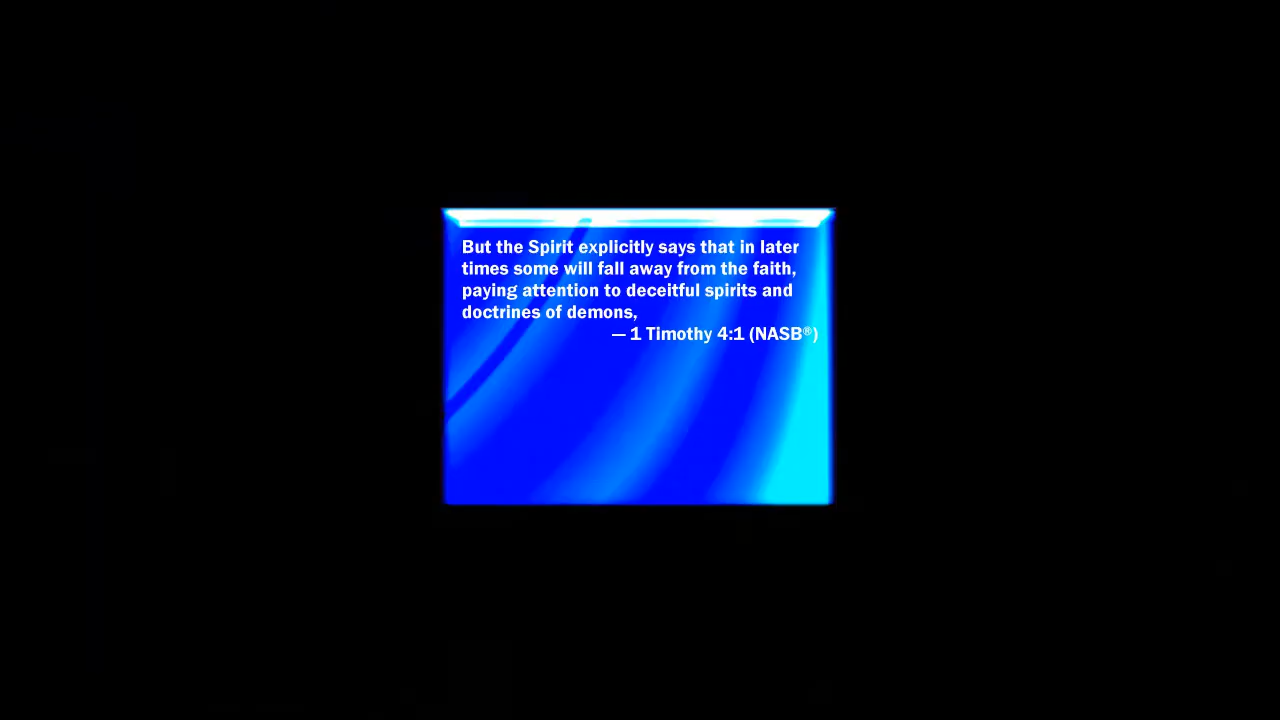 But the Spirit explicitly says that in later
times some will fall away from the faith,
paying attention to deceitful spirits and
doctrines of demons,
— 1 Timothy 4:1 (NASB®)